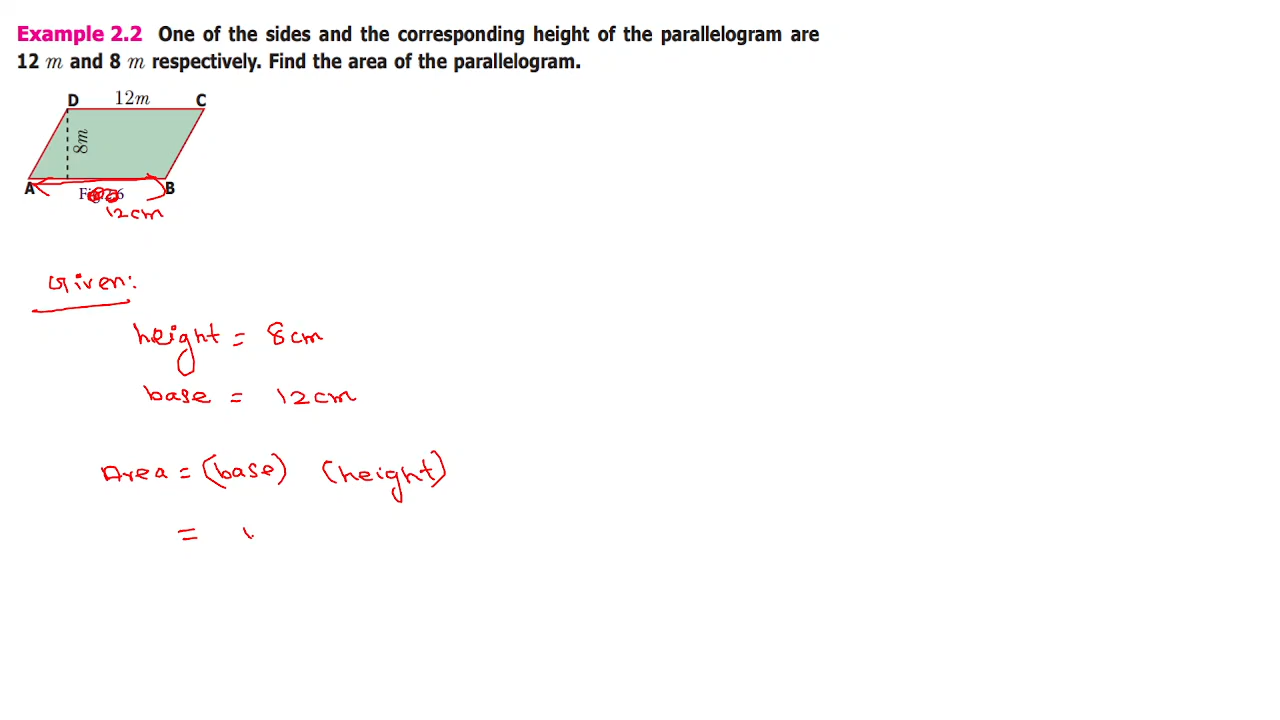 Example 2.2 One of the sides and the corresponding height of the parallelogram are
12 m and 8 m respectively. Find the area of the parallelogram.
D 12m C
8m
A B
12cm
Given:
height = 8cm
base = 12cm
Area = (base) (height)
= 1